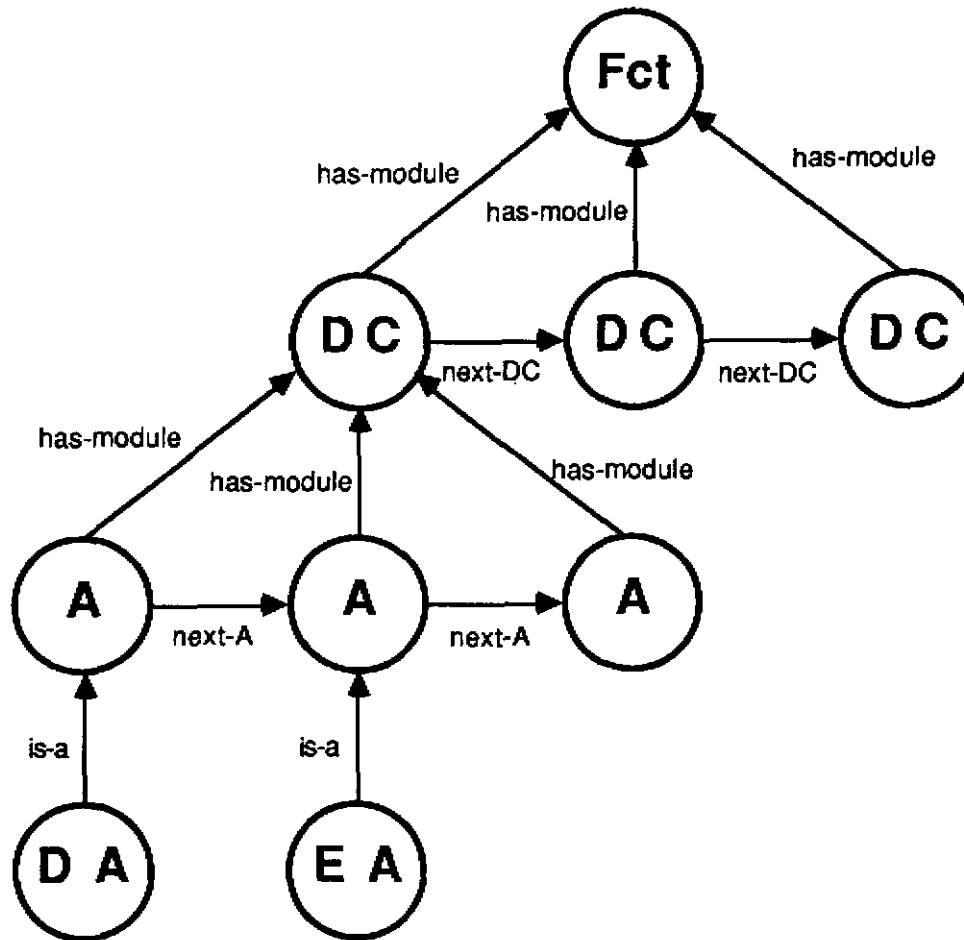 Fct
has-module
has-module
has-module
D C
D C
D C
next-DC
next-DC
has-module
has-module
has-module
A
A
A
next-A
next-A
is-a
is-a
D A
E A